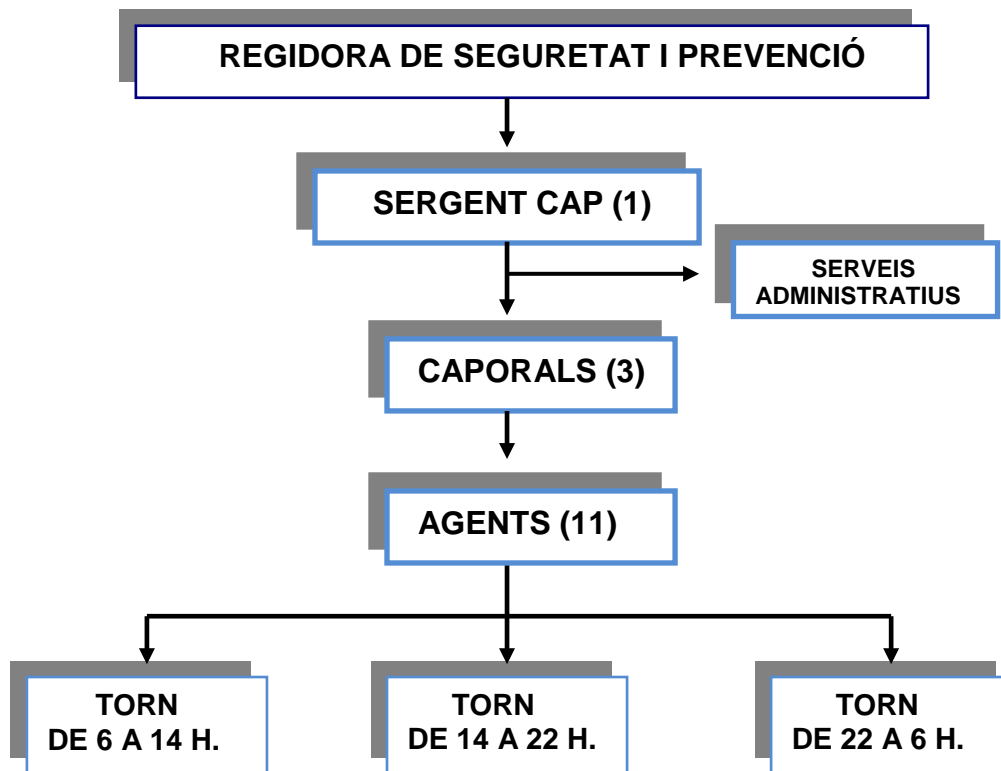 REGIDORA DE SEGURETAT I PREVENCIÓ
SERGENT CAP (1)
SERVEIS
ADMINISTRATIUS
CAPORALS (3)
AGENTS (11)
TORN
DE 6 A 14 H.
TORN
DE 14 A 22 H.
TORN
DE 22 A 6 H.